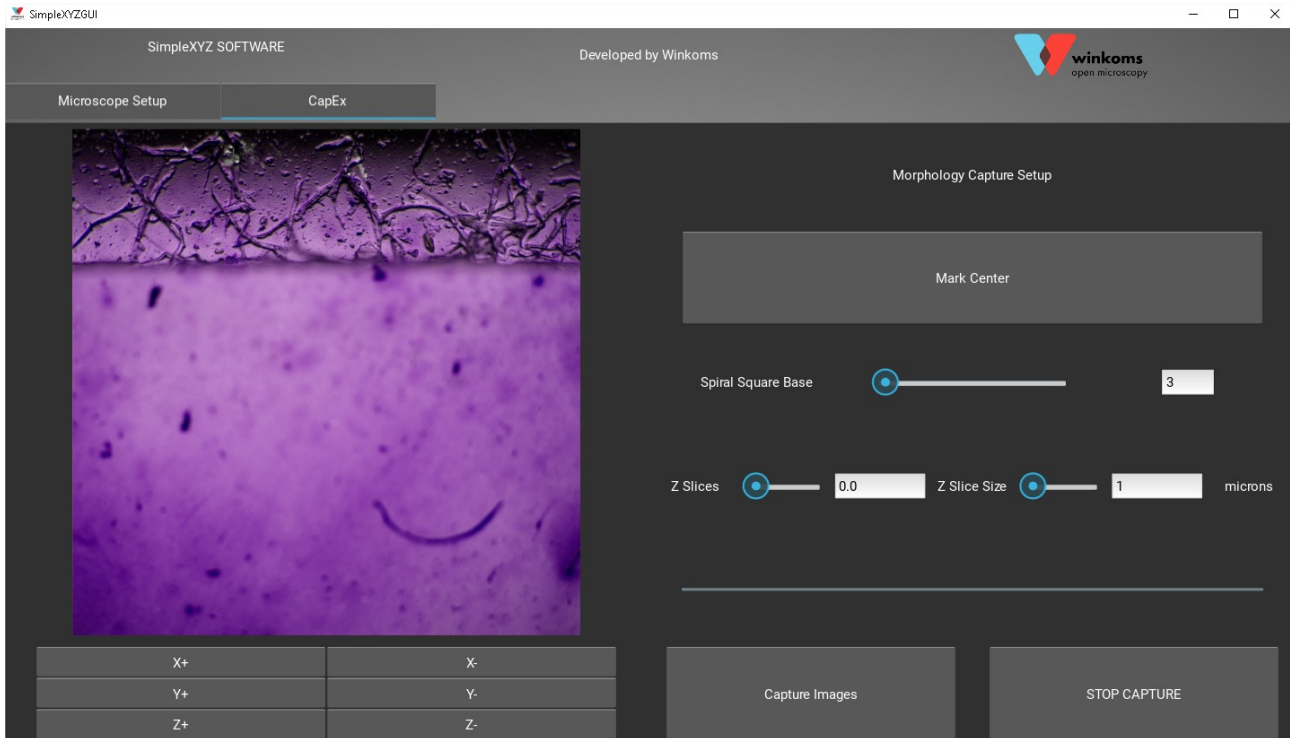 SimpleXYZGUI
SimpleXYZ SOFTWARE
Developed by Winkoms
winkoms
open microscopy
Microscope Setup
CapEx
Morphology Capture Setup
Mark Center
Spiral Square Base
3
Z Slices
0.0
Z Slice Size
1
microns
X+
X-
Y+
Y-
Z+
Z-
Capture Images
STOP CAPTURE